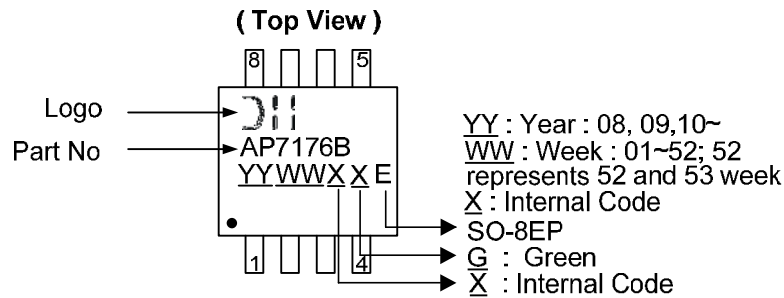 ( Top View )
8 5
Logo
Part No
AP7176B
YYWWXXE
1 4
YY : Year : 08, 09,10~
WW : Week : 01~52; 52
represents 52 and 53 week
X : Internal Code
SO-8EP
G : Green
X : Internal Code